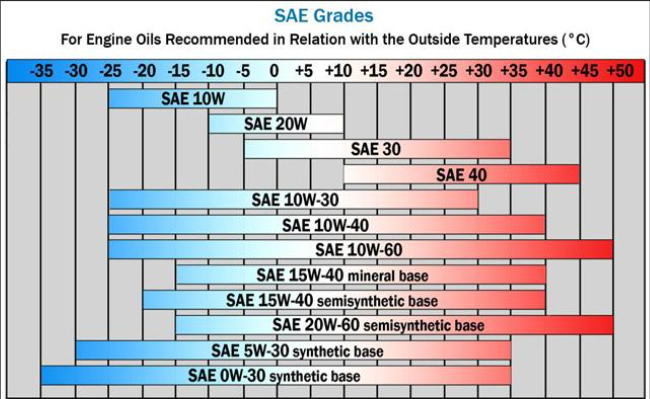 SAE Grades
For Engine Oils Recommended in Relation with the Outside Temperatures (°C)
-35 -30 -25 -20 -15 -10 -5 0 +5 +10 +15 +20 +25 +30 +35 +40 +45 +50
SAE 10W
SAE 20W
SAE 30
SAE 40
SAE 10W-30
SAE 10W-40
SAE 10W-60
SAE 15W-40 mineral base
SAE 15W-40 semisynthetic base
SAE 20W-60 semisynthetic base
SAE 5W-30 synthetic base
SAE 0W-30 synthetic base